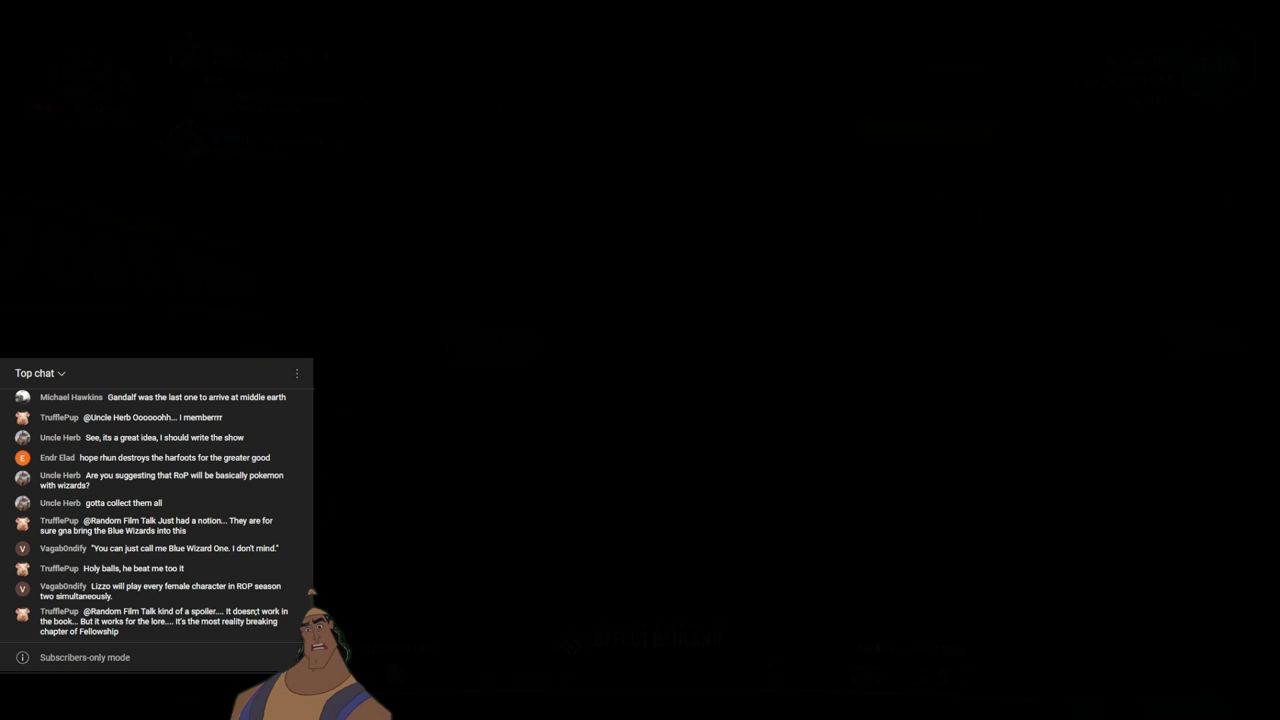 Top chat
Michael Hawkins Gandalf was the last one to arrive at middle earth
TrufflePup @Uncle Herb Oooooohh... I memberrrr
Uncle Herb See, its a great idea, I should write the show
E Endr Elad hope rhun destroys the harfoots for the greater good
Uncle Herb Are you suggesting that RoP will be basically pokemon
with wizards?
Uncle Herb gotta collect them all
TrufflePup @Random Film Talk Just had a notion... They are for
sure gna bring the Blue Wizards into this
V Vagab0ndify "You can just call me Blue Wizard One. I don't mind."
TrufflePup Holy balls, he beat me too it
V Vagab0ndify Lizzo will play every female character in ROP season
two simultaneously.
TrufflePup @Random Film Talk kind of a spoiler.... It doesn;t work in
the book... But it works for the lore.... It's the most reality breaking
chapter of Fellowship
Subscribers-only mode